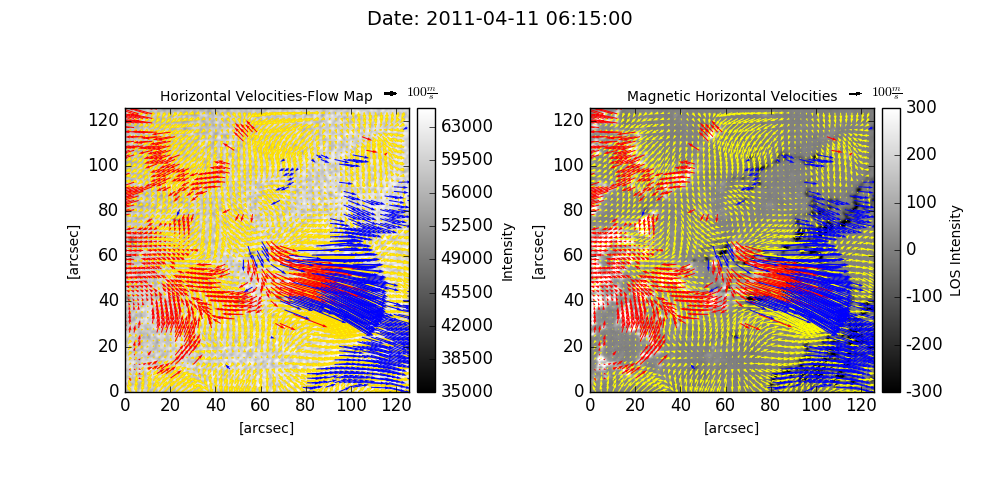 Date: 2011-04-11 06:15:00
Horizontal Velocities-Flow Map
100 m/s
120
100
80
60
40
20
0
0 20 40 60 80 100 120
[arcsec]
[arcsec]
63000
59500
56000
52500
49000
45500
42000
38500
35000
Intensity
Magnetic Horizontal Velocities
100 m/s
120
100
80
60
40
20
0
0 20 40 60 80 100 120
[arcsec]
[arcsec]
300
200
100
0
-100
-200
-300
LOS Intensity